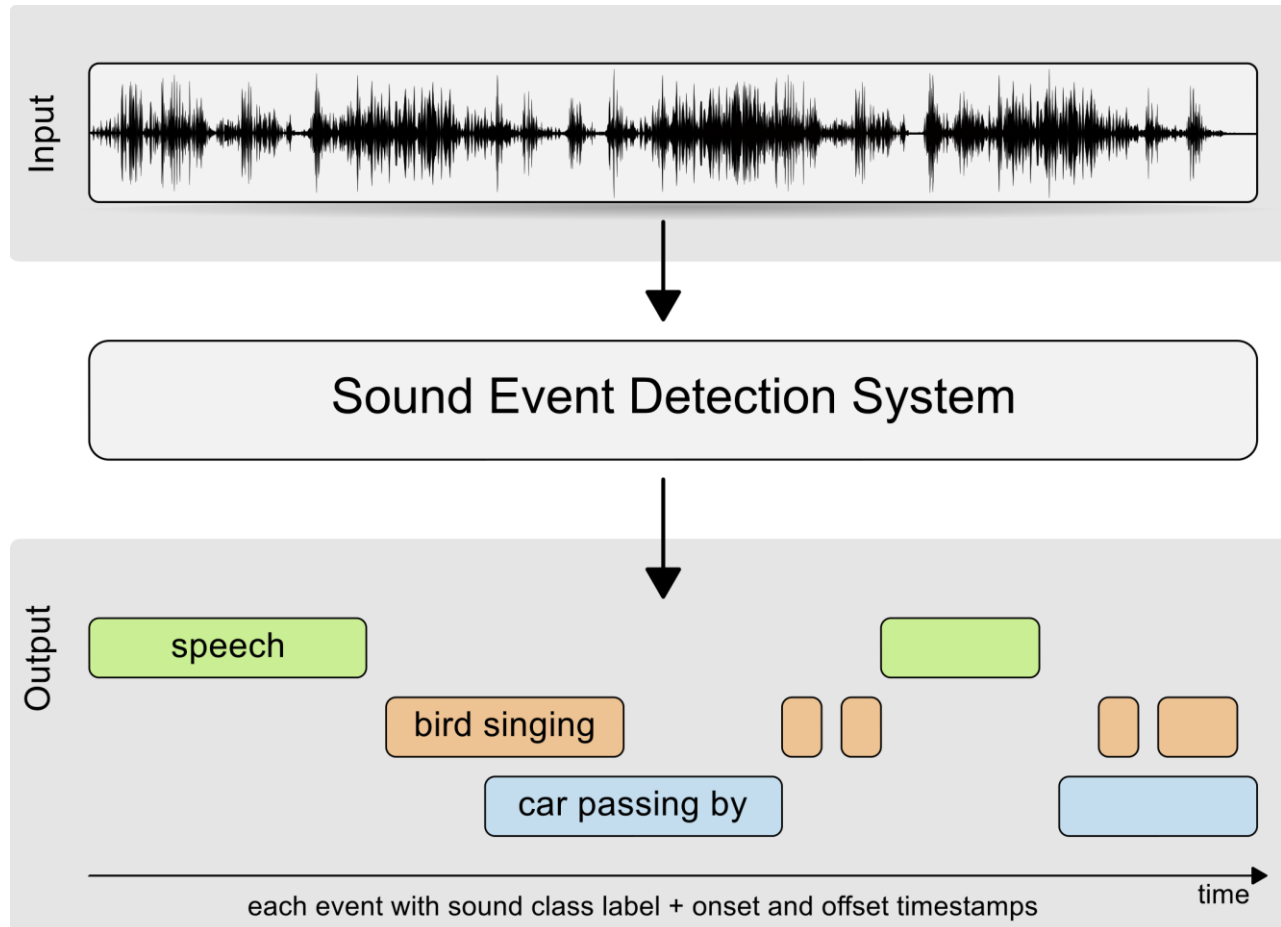 Input
Sound Event Detection System
Output
speech
bird singing
car passing by
time
each event with sound class label + onset and offset timestamps